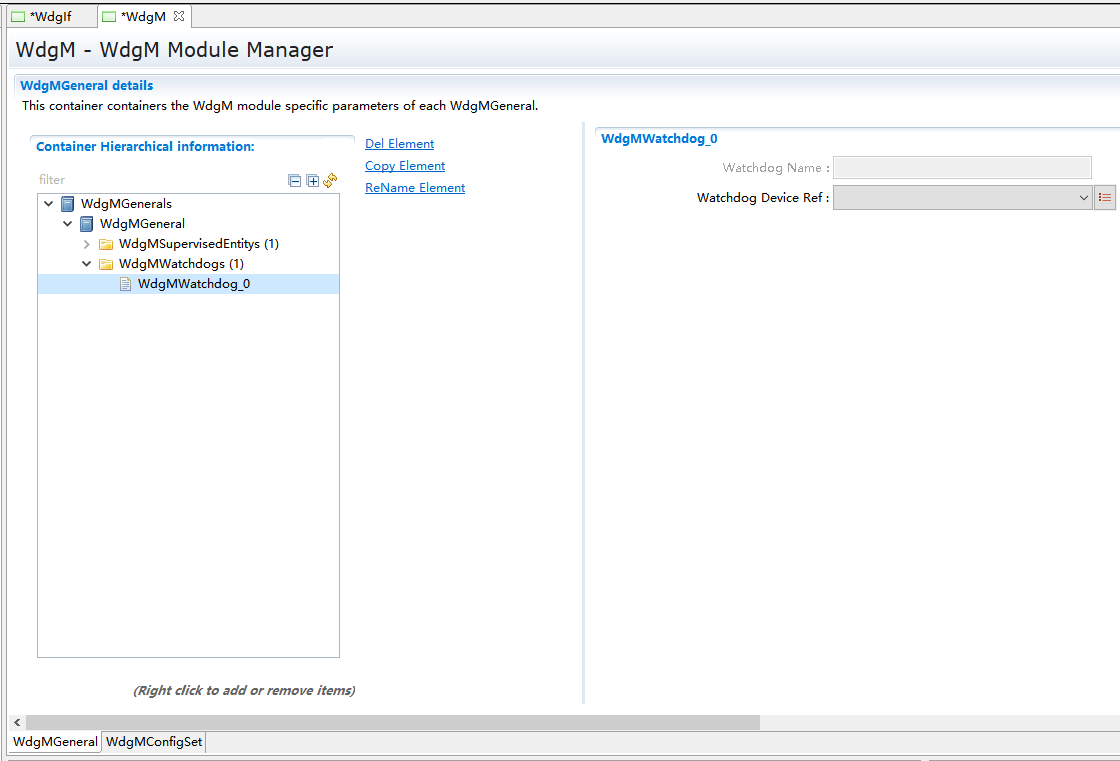 *WdgIf
*WdgM
WdgM - WdgM Module Manager
WdgMGeneral details
This container containers the WdgM module specific parameters of each WdgMGeneral.
Container Hierarchical information:
filter
WdgMGenerals
WdgMGeneral
WdgMSupervisedEntitys (1)
WdgMWatchdogs (1)
WdgMWatchdog_0
(Right click to add or remove items)
Del Element
Copy Element
ReName Element
WdgMWatchdog_0
Watchdog Name :
Watchdog Device Ref :
WdgMGeneral
WdgMConfigSet